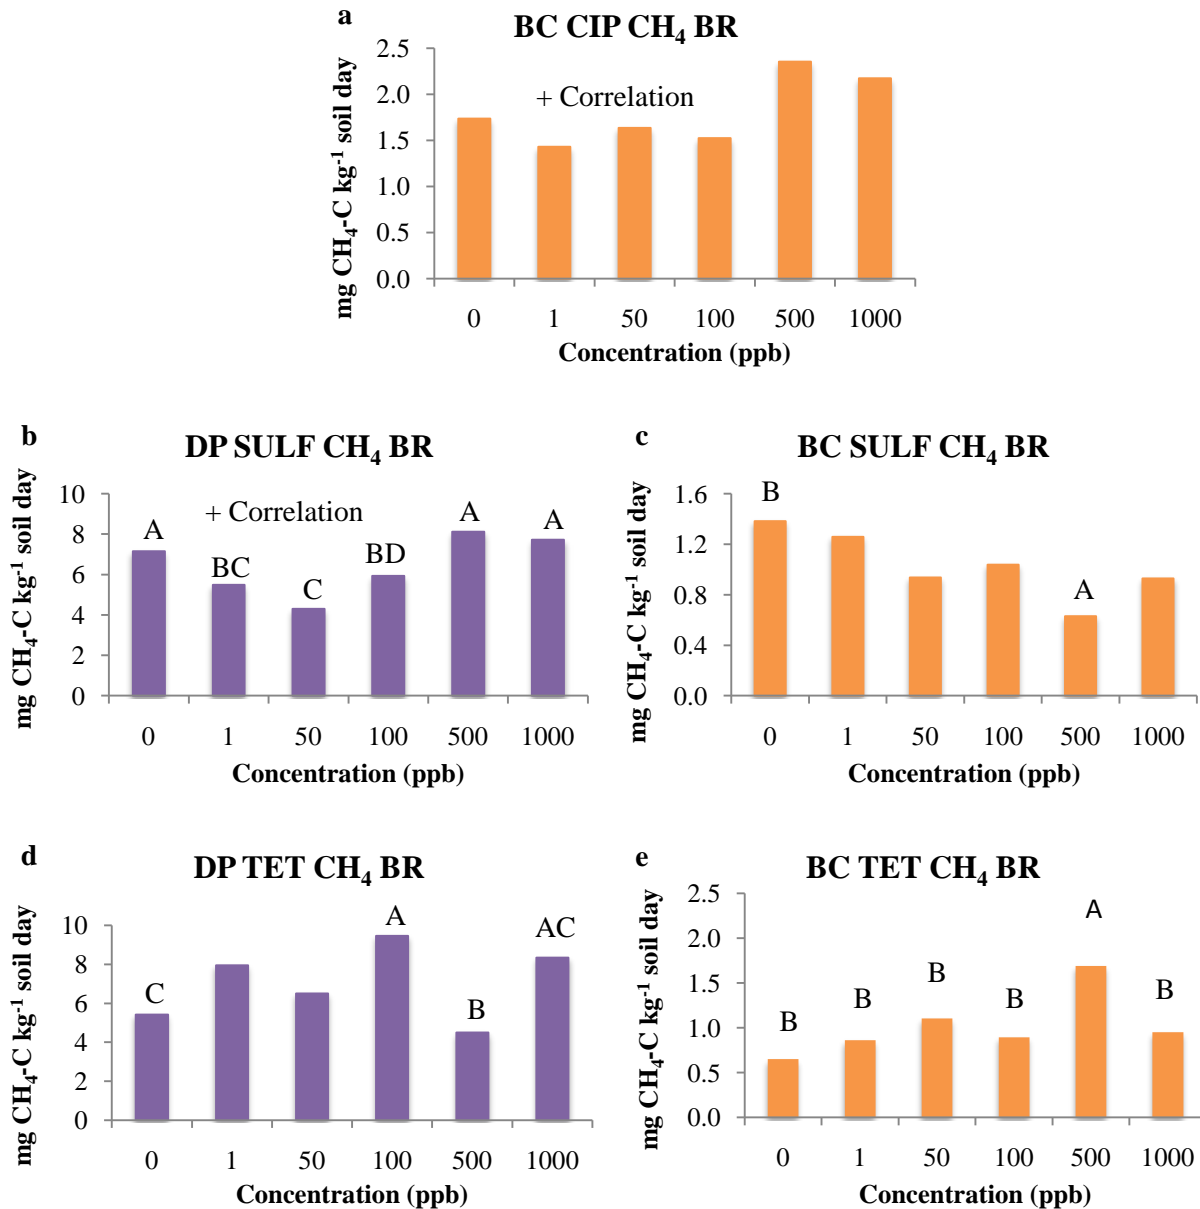 a
BC CIP CH₄ BR
mg CH₄-C kg⁻¹ soil day
2.5
2.0
1.5
1.0
0.5
0.0
+ Correlation
0 1 50 100 500 1000
Concentration (ppb)
b
DP SULF CH₄ BR
mg CH₄-C kg⁻¹ soil day
10
8
6
4
2
0
+ Correlation
A BC C BD A A
0 1 50 100 500 1000
Concentration (ppb)
c
BC SULF CH₄ BR
mg CH₄-C kg⁻¹ soil day
1.6
1.2
0.8
0.4
0.0
B A
0 1 50 100 500 1000
Concentration (ppb)
d
DP TET CH₄ BR
mg CH₄-C kg⁻¹ soil day
10
8
6
4
2
0
C A B AC
0 1 50 100 500 1000
Concentration (ppb)
e
BC TET CH₄ BR
mg CH₄-C kg⁻¹ soil day
2.5
2.0
1.5
1.0
0.5
0.0
B B B B A B
0 1 50 100 500 1000
Concentration (ppb)